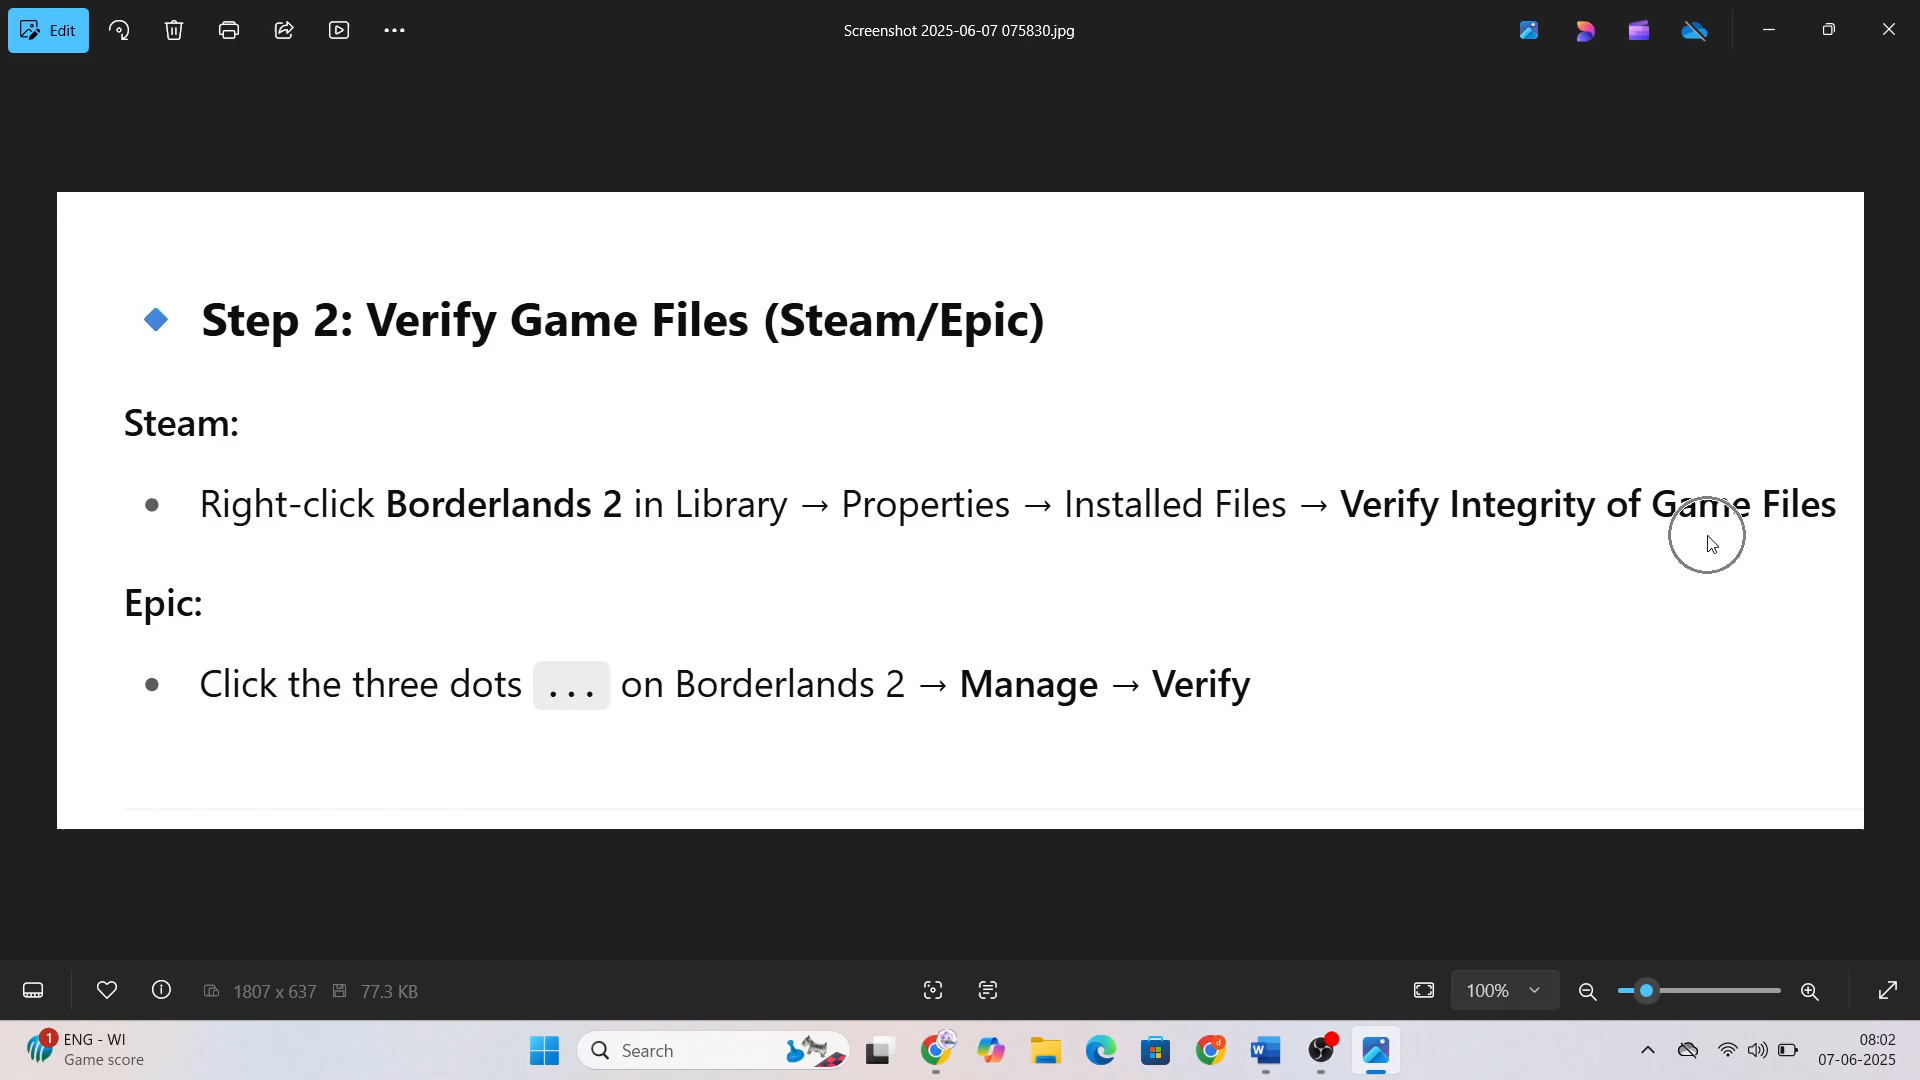 Edit
Screenshot 2025-06-07 075830.jpg
Step 2: Verify Game Files (Steam/Epic)
Steam:
Right-click Borderlands 2 in Library → Properties → Installed Files → Verify Integrity of Game Files
Epic:
Click the three dots ... on Borderlands 2 → Manage → Verify
1807 x 637 77.3 KB 100%
1 ENG - WI
Game score
Search
08:02
07-06-2025